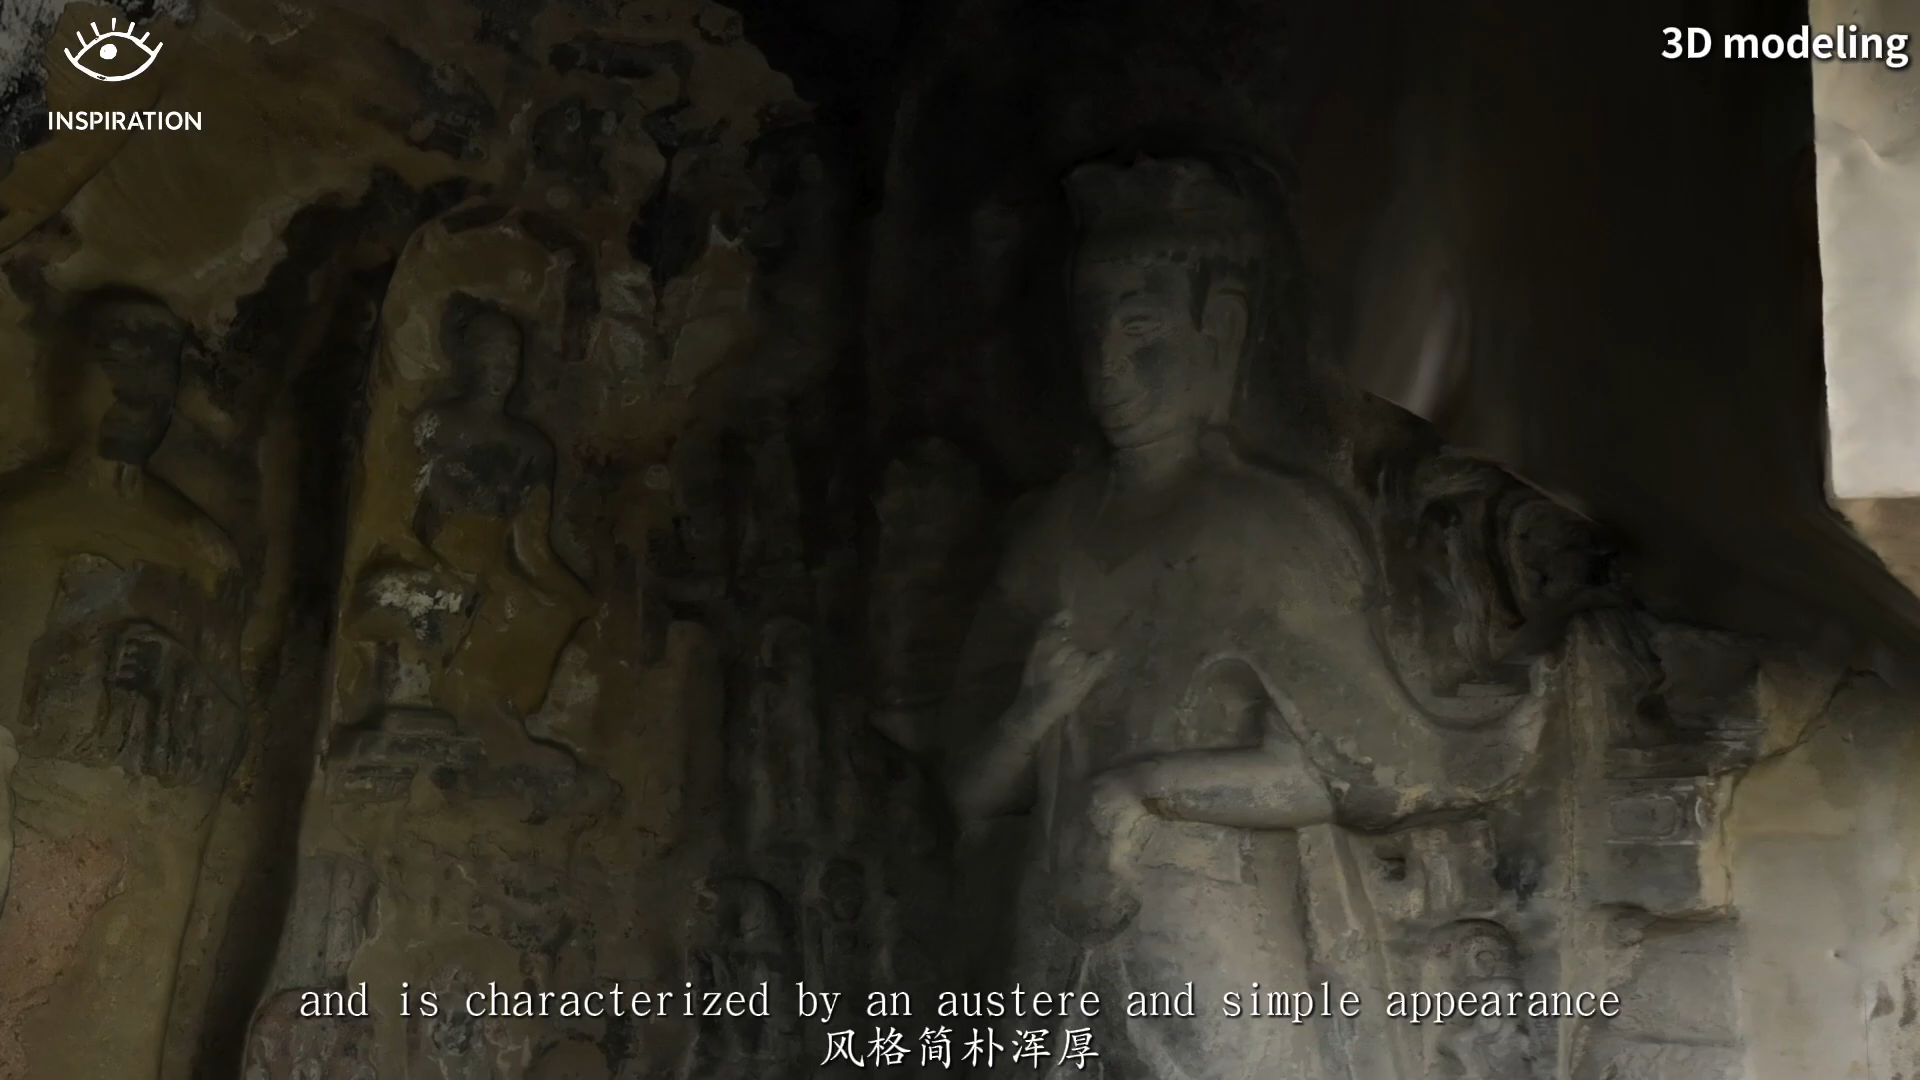 INSPIRATION
3D modeling
and is characterized by an austere and simple appearance
风格简朴浑厚